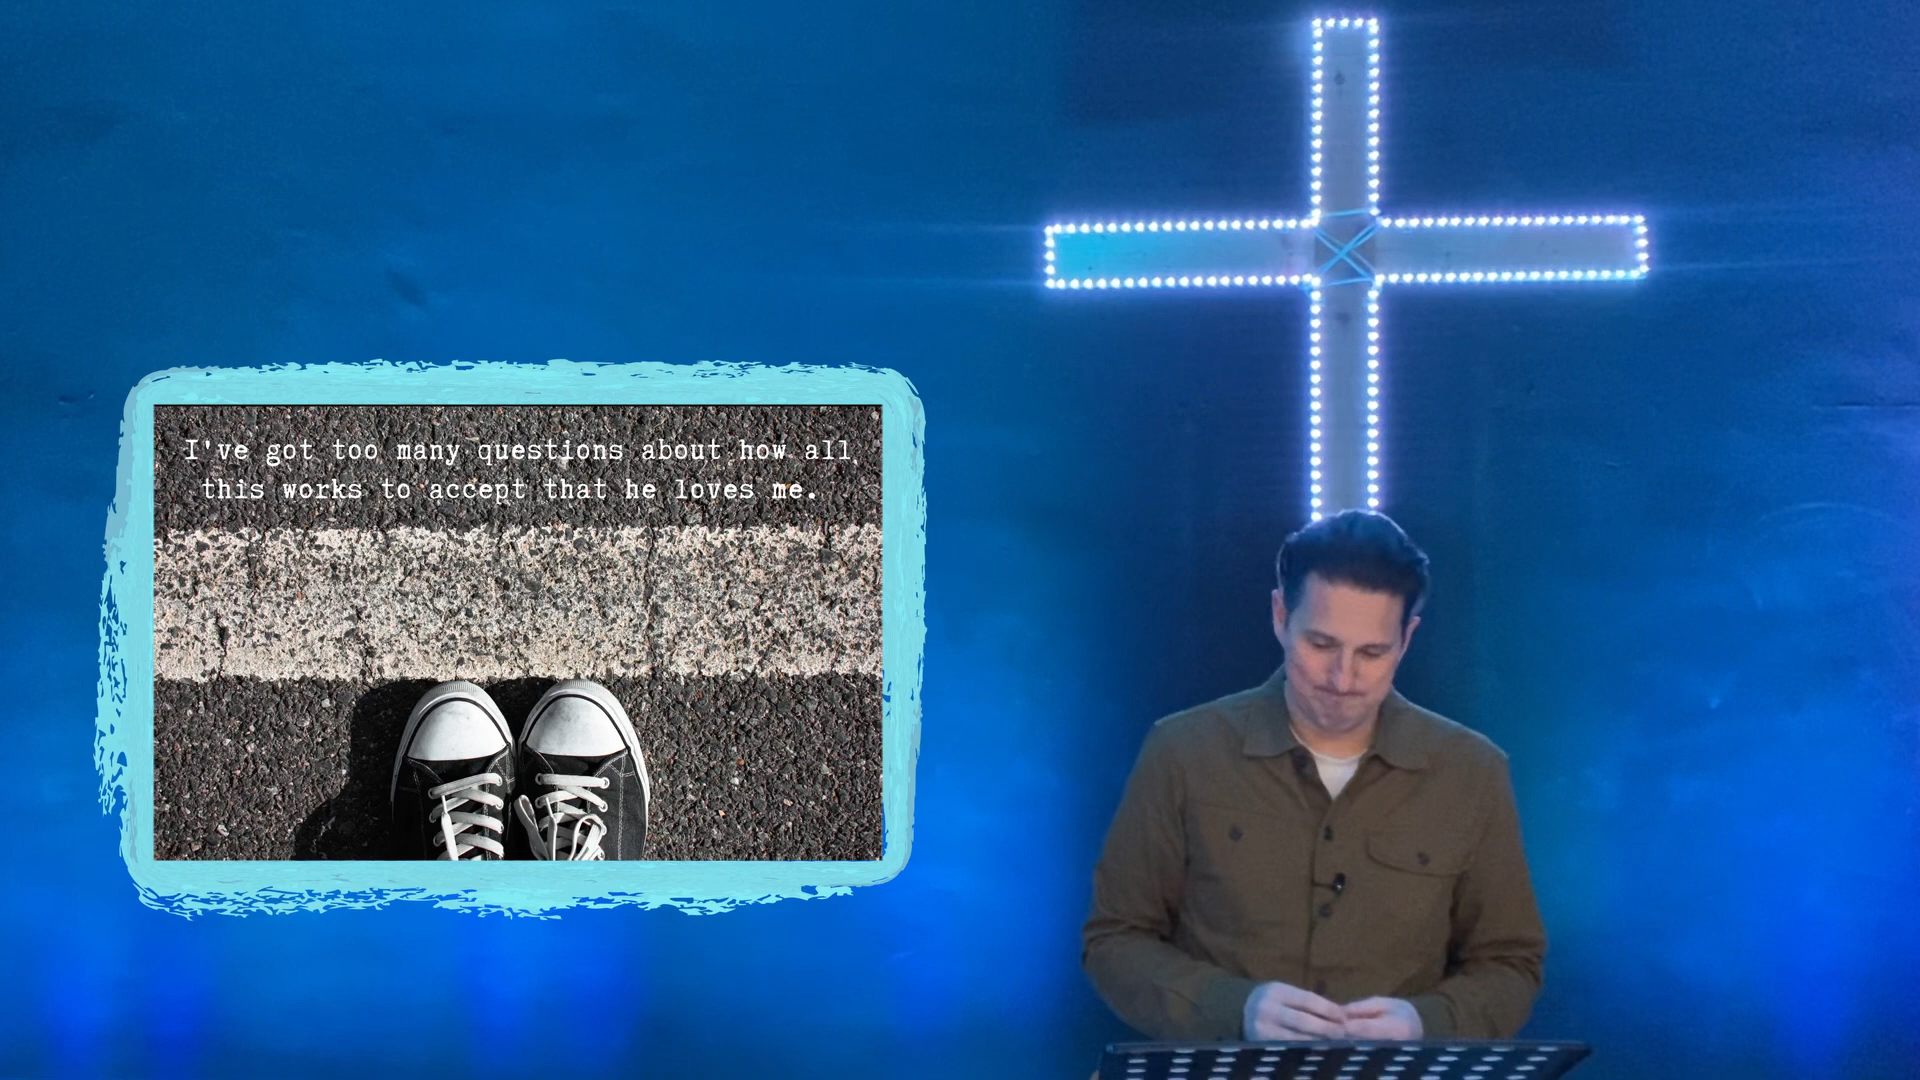 I've got too many questions about how all
this works to accept that he loves me.